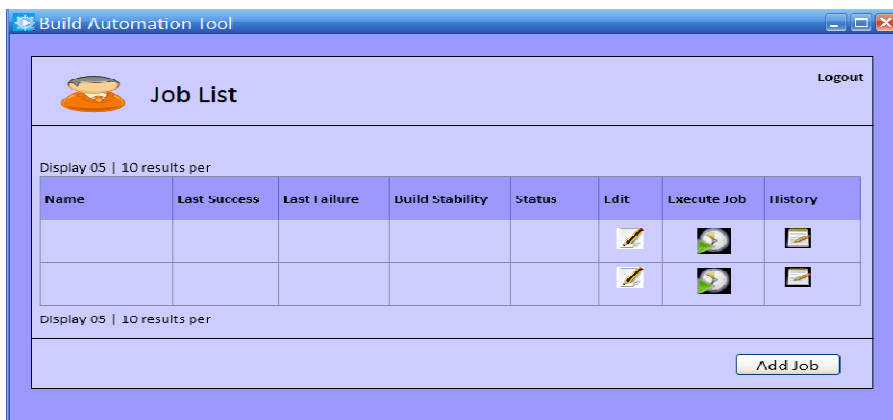 Build Automation Tool
Logout
Job List
Display 05 | 10 results per
Name Last Success Last Failure Build Stability Status Edit Execute Job History
Display 05 | 10 results per
Add Job